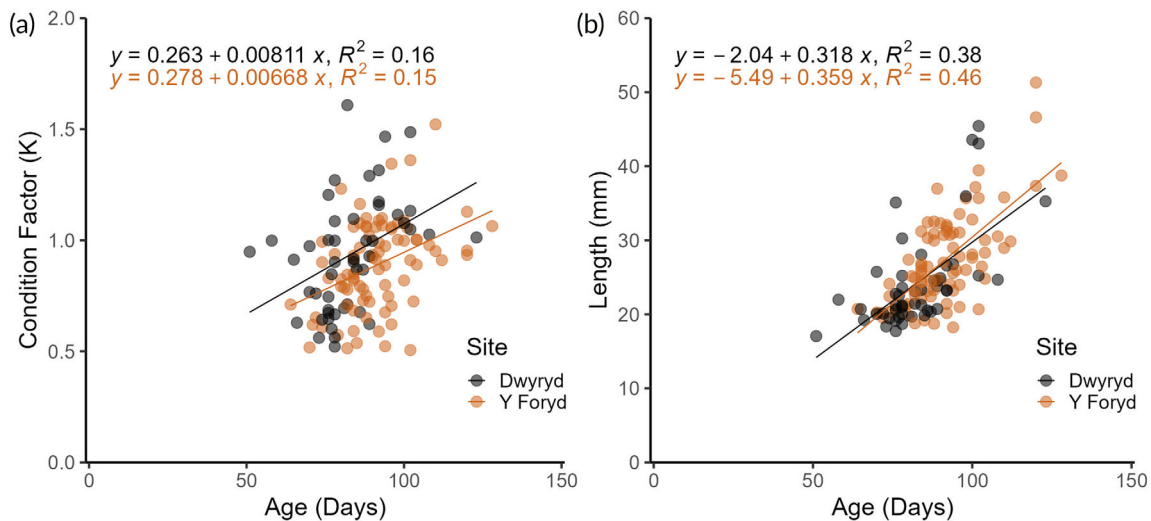 (a)
y = 0.263 + 0.00811 x, R² = 0.16
y = 0.278 + 0.00668 x, R² = 0.15
2.0
1.5
1.0
0.5
0.0
Condition Factor (K)
0
50
100
150
Age (Days)
Site
Dwyryd
Y Foryd
(b)
y = −2.04 + 0.318 x, R² = 0.38
y = −5.49 + 0.359 x, R² = 0.46
60
50
40
30
20
10
0
Length (mm)
0
50
100
150
Age (Days)
Site
Dwyryd
Y Foryd